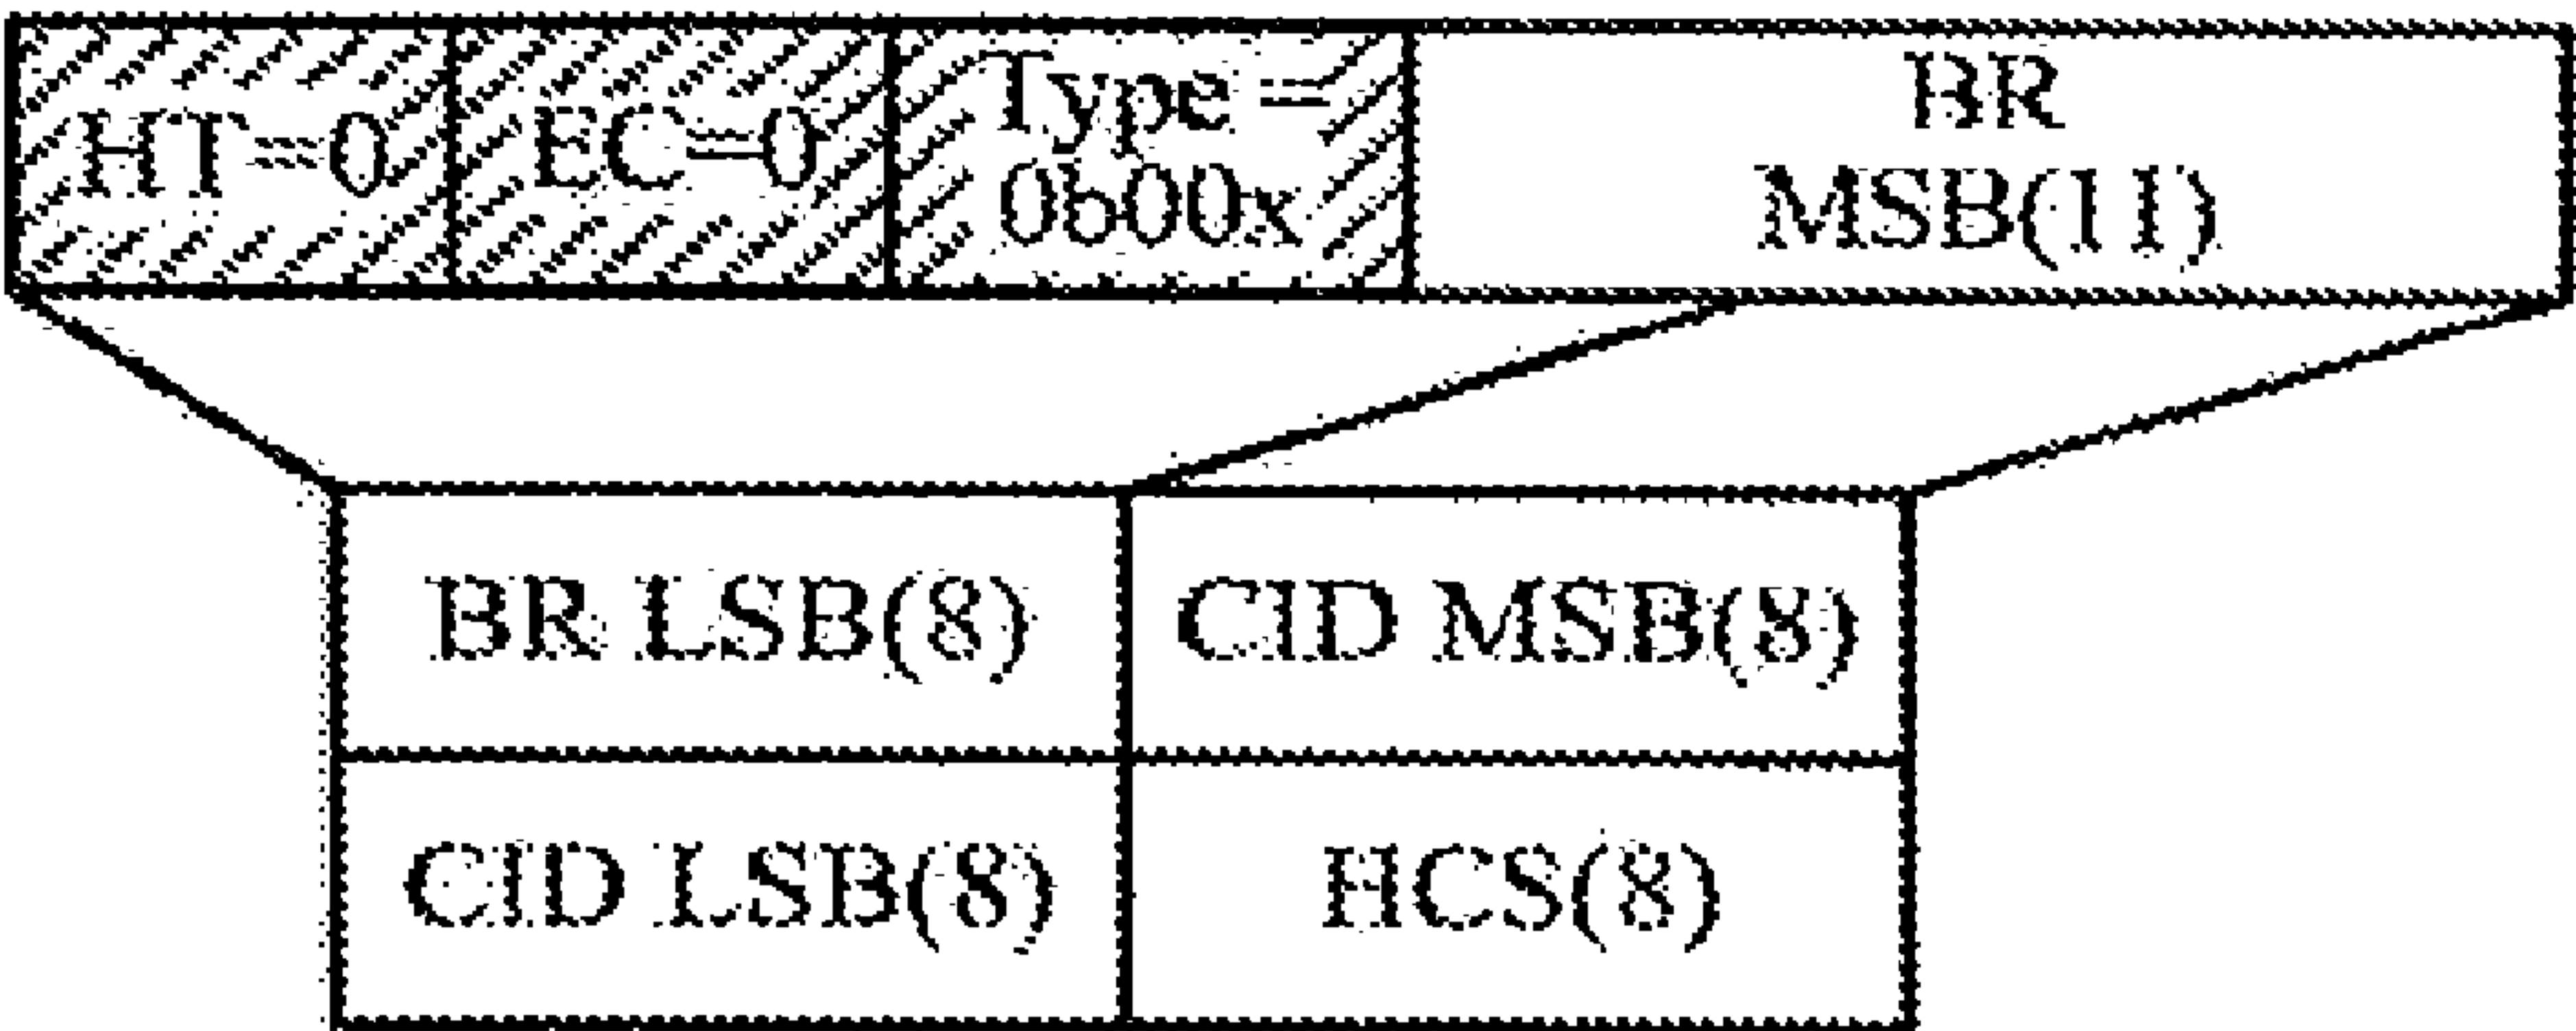 HT=0
EC=0
Type =
0b00x
BR
MSB(11)
BR LSB(8)
CID MSB(8)
CID LSB(8)
HCS(8)